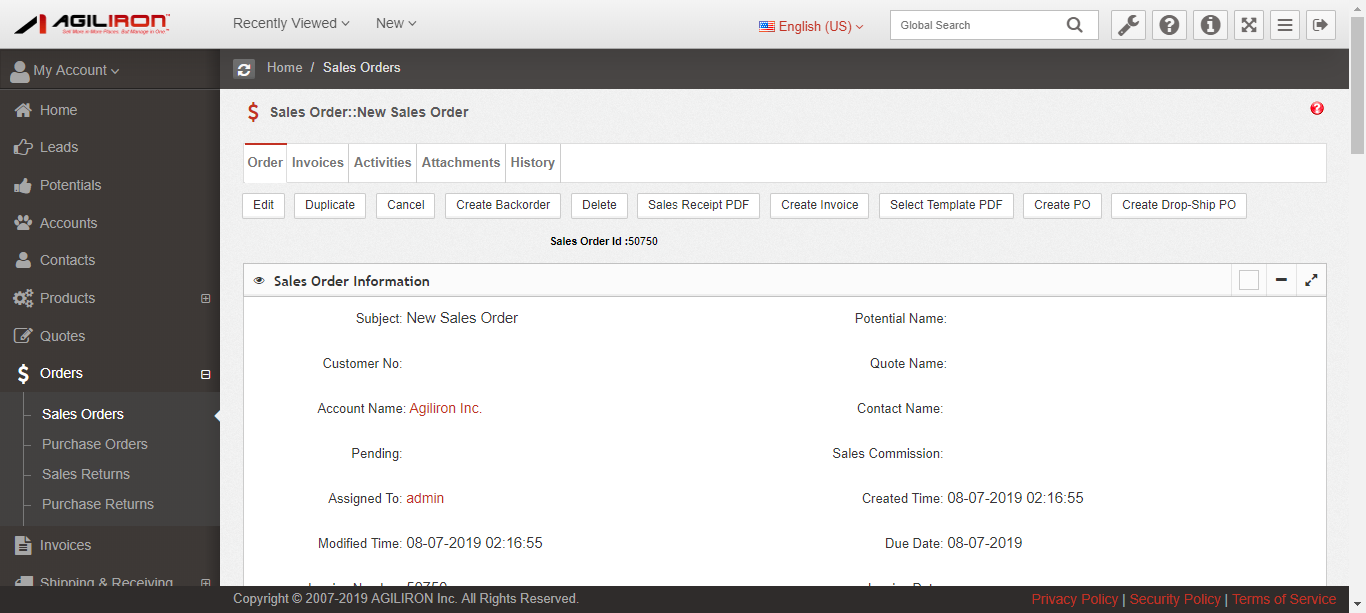 AGILIRON
Sell More in More Places. But Manage in One™
Recently Viewed
New
English (US)
Global Search
My Account
Home / Sales Orders
Home
Leads
Potentials
Accounts
Contacts
Products
Quotes
Orders
Sales Orders
Purchase Orders
Sales Returns
Purchase Returns
Invoices
Shipping & Receiving
$ Sales Order::New Sales Order
Order Invoices Activities Attachments History
Edit Duplicate Cancel Create Backorder Delete Sales Receipt PDF Create Invoice Select Template PDF Create PO Create Drop-Ship PO
Sales Order Id :50750
Sales Order Information
Subject: New Sales Order Potential Name:
Customer No: Quote Name:
Account Name: Agiliron Inc. Contact Name:
Pending: Sales Commission:
Assigned To: admin Created Time: 08-07-2019 02:16:55
Modified Time: 08-07-2019 02:16:55 Due Date: 08-07-2019
Copyright © 2007-2019 AGILIRON Inc. All Rights Reserved. Privacy Policy | Security Policy | Terms of Service